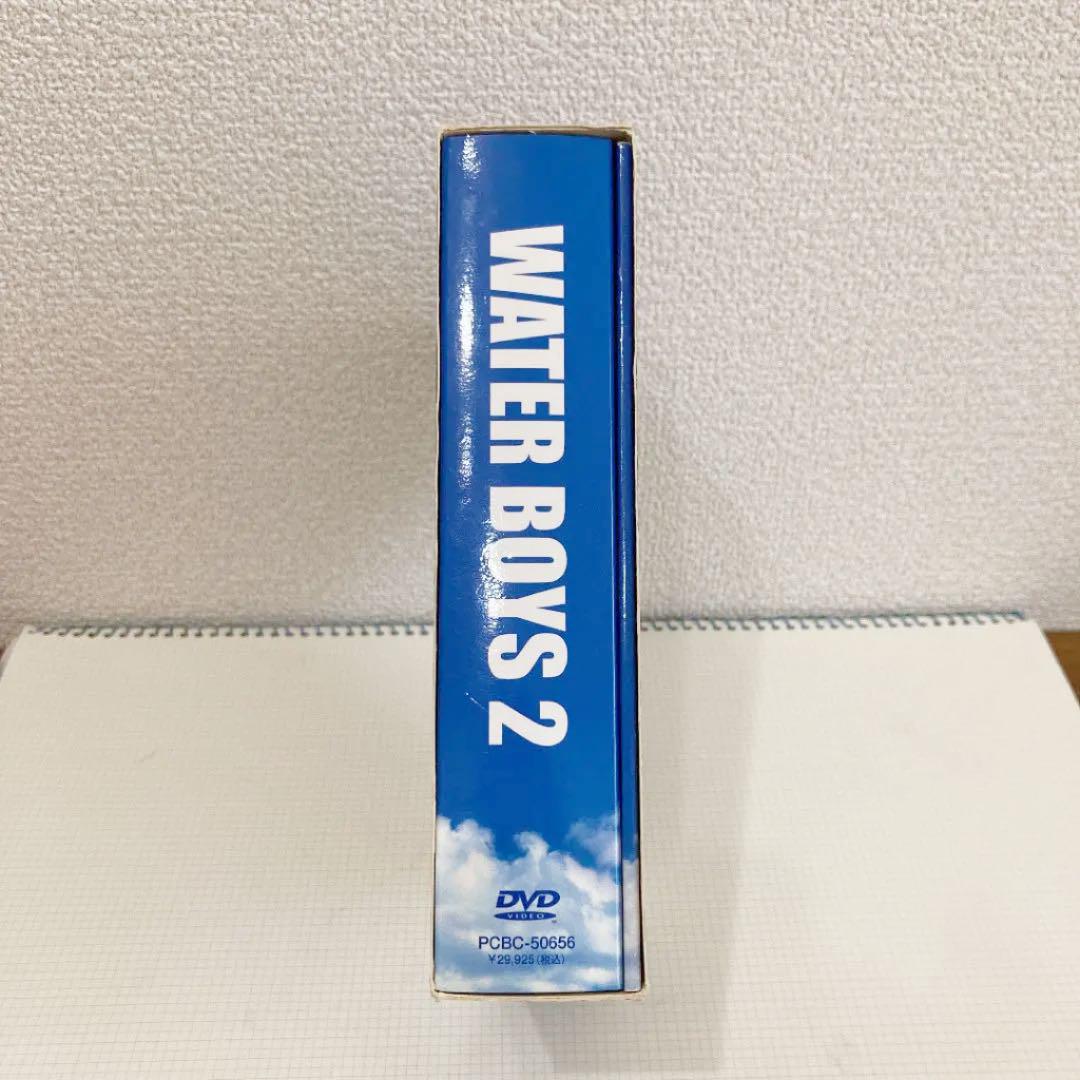 WATER BOYS 2
DVD
VIDEO
PCBC-50656
¥29,925(税込)